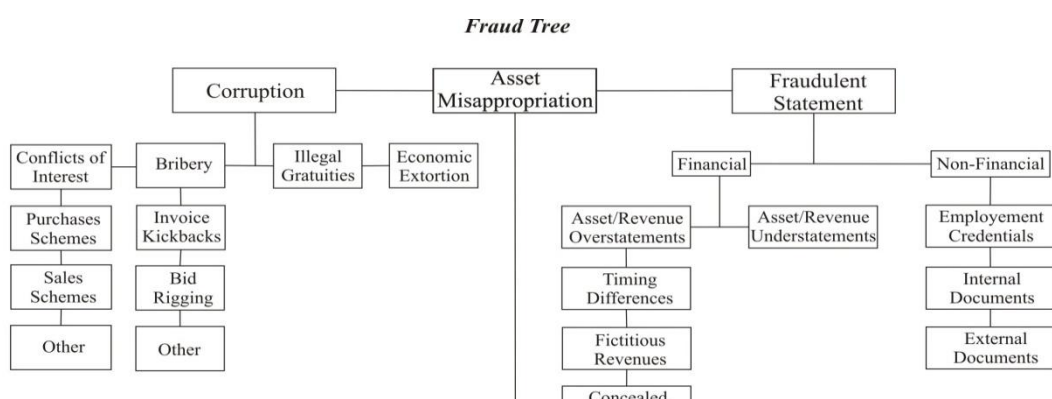 Fraud Tree
Corruption
Asset
Misappropriation
Fraudulent
Statement
Conflicts of
Interest
Bribery
Illegal
Gratuities
Economic
Extortion
Financial
Non-Financial
Purchases
Schemes
Invoice
Kickbacks
Asset/Revenue
Overstatements
Asset/Revenue
Understatements
Employement
Credentials
Sales
Schemes
Bid
Rigging
Timing
Differences
Internal
Documents
Other
Other
Fictitious
Revenues
External
Documents
Concealed